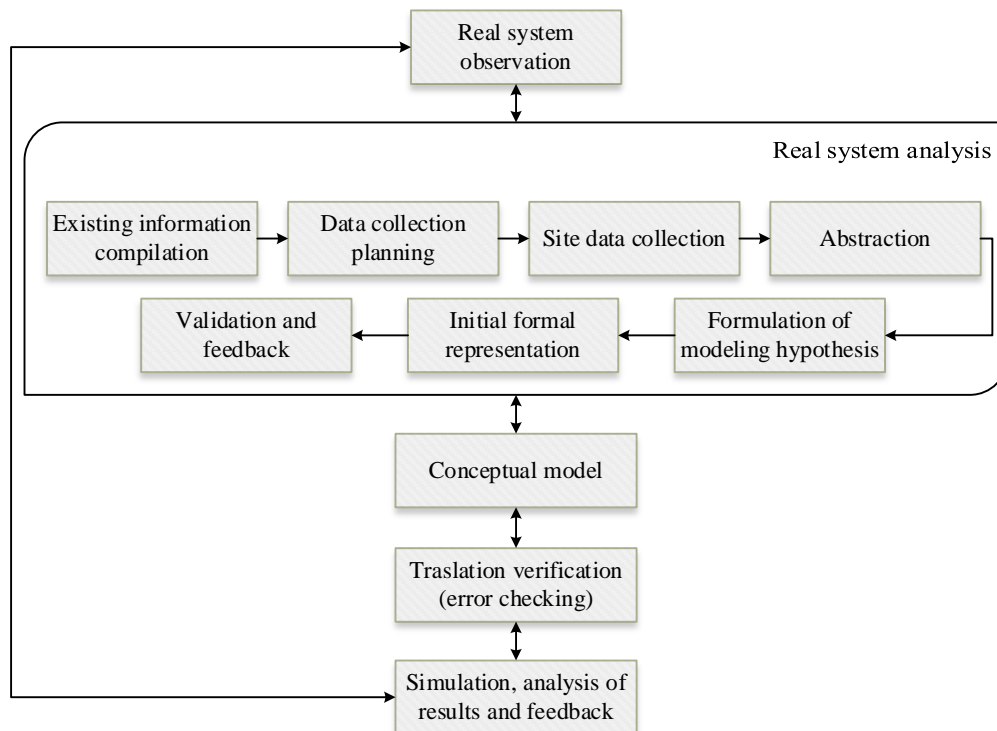 Real system
observation
Real system analysis
Existing information
compilation
Data collection
planning
Site data collection
Abstraction
Validation and
feedback
Initial formal
representation
Formulation of
modeling hypothesis
Conceptual model
Traslation verification
(error checking)
Simulation, analysis of
results and feedback